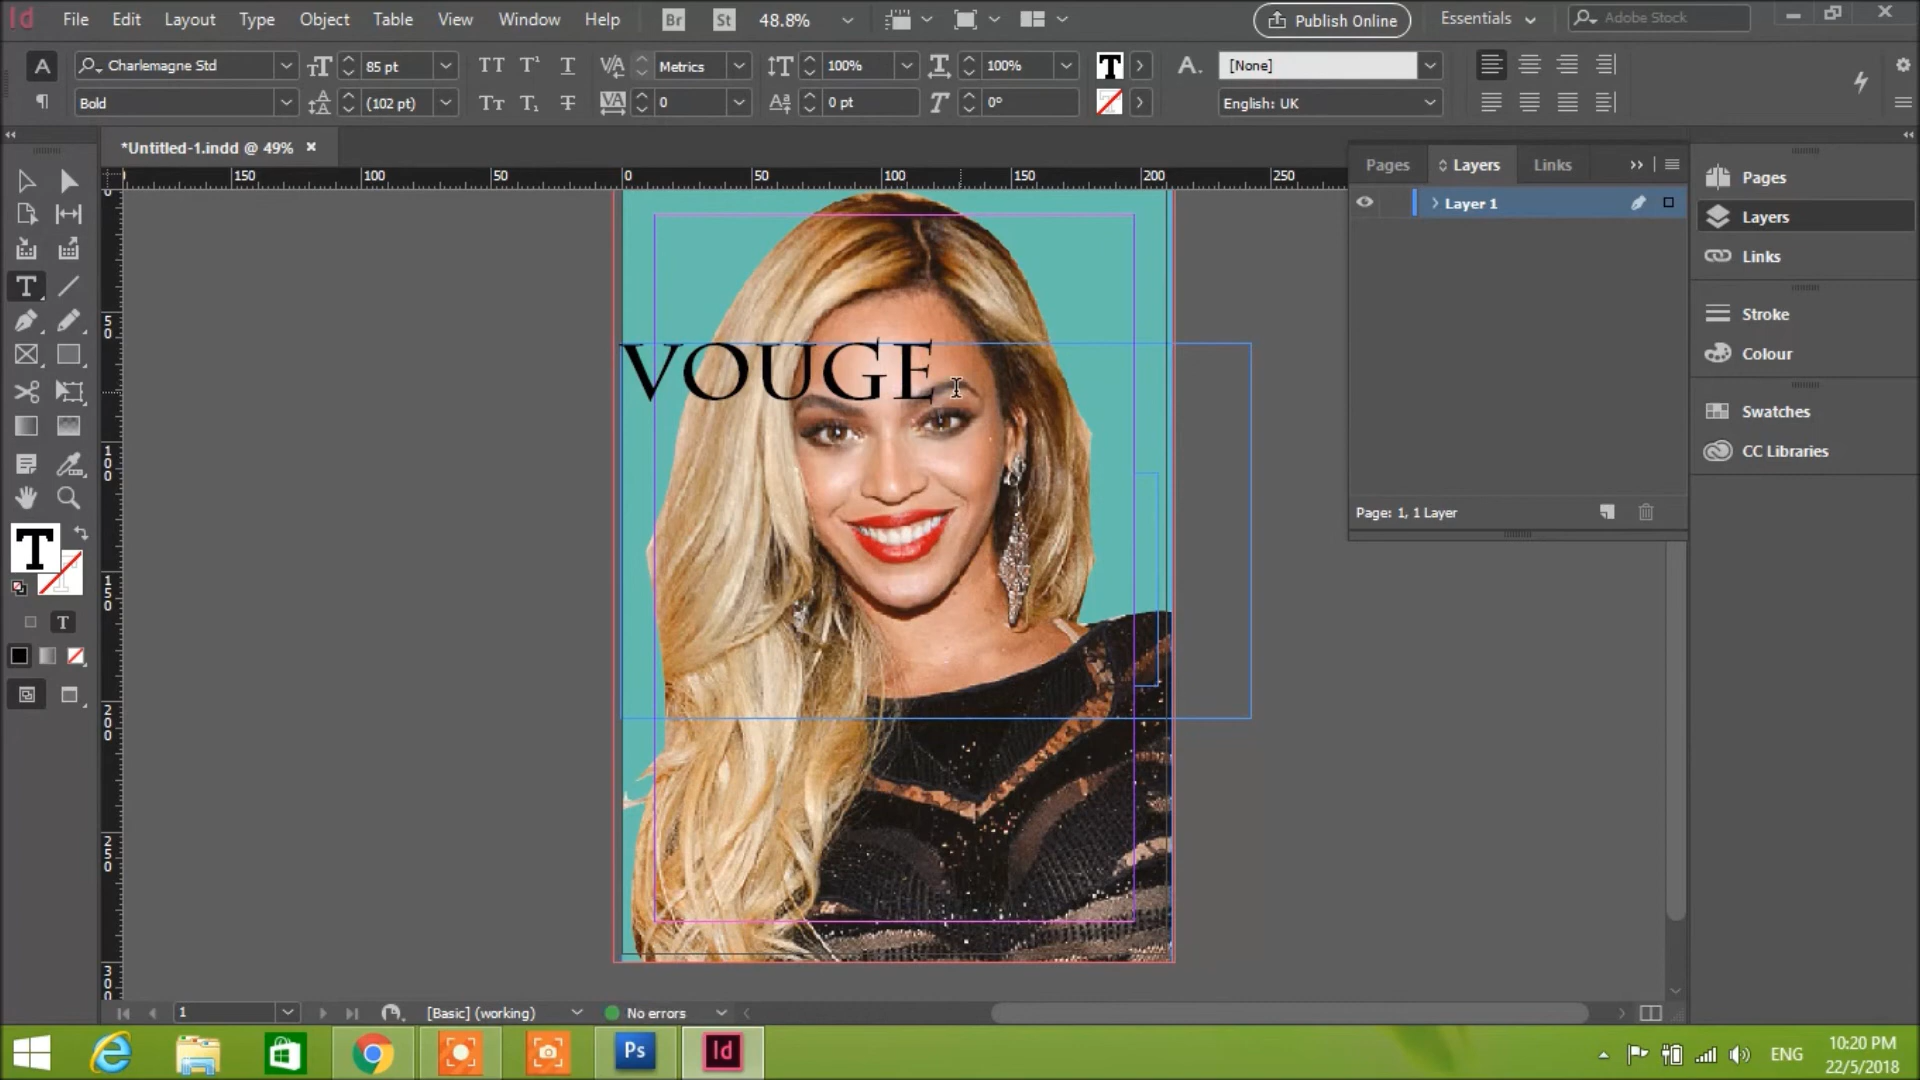 Id File Edit Layout Type Object Table View Window Help Br St 48.8% Publish Online Essentials Adobe Stock
A Charlemagne Std 85 pt TT Metrics 100% 100% T A. [None]
Bold (102 pt) VA 0 0 pt 0° English: UK
*Untitled-1.indd @ 49% ×
Pages Layers Links
150 100 50 0 50 100 150 200 250
Layer 1
Pages
Layers
Links
Stroke
Colour
Swatches
CC Libraries
0
50
100
150
200
250
300
VOUGE
Page: 1, 1 Layer
T
T
1 [Basic] (working) No errors
Ps Id ENG 10:20 PM
22/5/2018